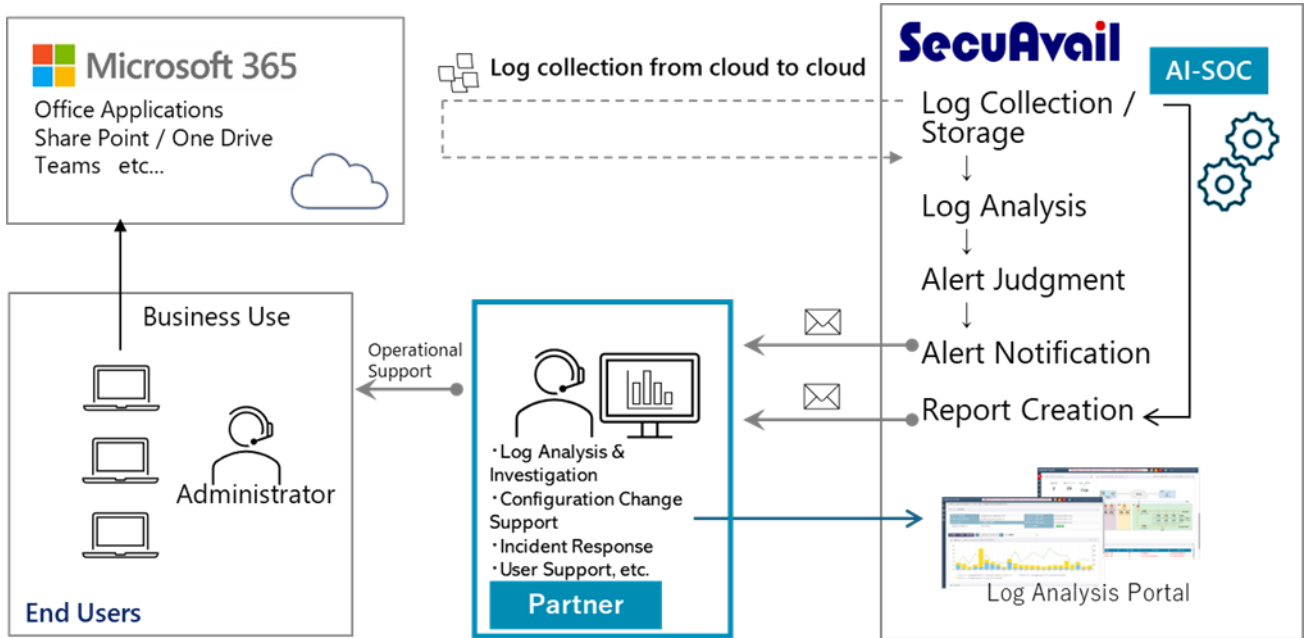 Microsoft 365
Office Applications
Share Point / One Drive
Teams etc...
Log collection from cloud to cloud
SecuAvail
AI-SOC
Log Collection /
Storage
↓
Log Analysis
↓
Alert Judgment
↓
Alert Notification
Report Creation
Log Analysis Portal
Business Use
Administrator
End Users
Operational
Support
・Log Analysis &
Investigation
・Configuration Change
Support
・Incident Response
・User Support, etc.
Partner